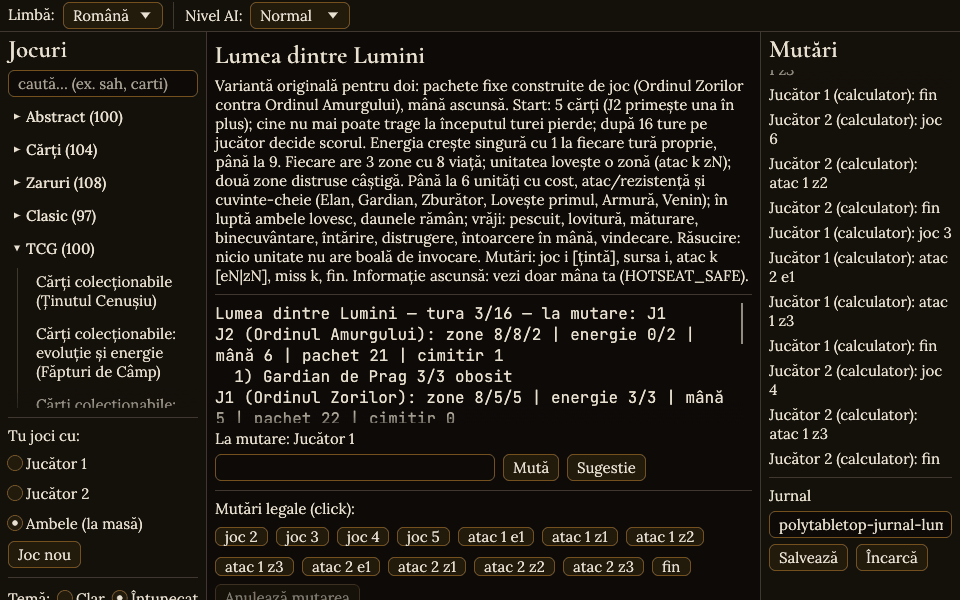 Limbă: Română ▼ Nivel AI: Normal ▼
Jocuri
caută... (ex. sah, carti)
▸ Abstract (100)
▸ Cărți (104)
▸ Zaruri (108)
▸ Clasic (97)
▾ TCG (100)
Cărți colecționabile
(Ținutul Cenușiu)
Cărți colecționabile:
evoluție și energie
(Făpturi de Câmp)
Cărți colecționabile:
Tu joci cu:
Jucător 1
Jucător 2
Ambele (la masă)
Joc nou
Temă: Clar Întunecat
Lumea dintre Lumini
Variantă originală pentru doi: pachete fixe construite de joc (Ordinul Zorilor
contra Ordinul Amurgului), mână ascunsă. Start: 5 cărți (J2 primește una în
plus); cine nu mai poate trage la începutul turei pierde; după 16 ture pe
jucător decide scorul. Energia crește singură cu 1 la fiecare tură proprie,
până la 9. Fiecare are 3 zone cu 8 viață; unitatea lovește o zonă (atac k zN);
două zone distruse câștigă. Până la 6 unități cu cost, atac/rezistență și
cuvinte-cheie (Elan, Gardian, Zburător, Lovește primul, Armură, Venin); în
luptă ambele lovesc, daunele rămân; vrăji: pescuit, lovitură, măturare,
binecuvântare, întărire, distrugere, întoarcere în mână, vindecare. Răsucire:
nicio unitate nu are boală de invocare. Mutări: joc i [țintă], sursa i, atac k
[eN|zN], miss k, fin. Informație ascunsă: vezi doar mâna ta (HOTSEAT_SAFE).
Lumea dintre Lumini — tura 3/16 — la mutare: J1
J2 (Ordinul Amurgului): zone 8/8/2 | energie 0/2 |
mână 6 | pachet 21 | cimitir 1
1) Gardian de Prag 3/3 obosit
J1 (Ordinul Zorilor): zone 8/5/5 | energie 3/3 | mână
5 | pachet 22 | cimitir 0
La mutare: Jucător 1
Mută Sugestie
Mutări legale (click):
joc 2 joc 3 joc 4 joc 5 atac 1 e1 atac 1 z1 atac 1 z2
atac 1 z3 atac 2 e1 atac 2 z1 atac 2 z2 atac 2 z3 fin
Anulează mutarea
Mutări
1 z3
Jucător 1 (calculator): fin
Jucător 2 (calculator): joc
6
Jucător 2 (calculator):
atac 1 z2
Jucător 2 (calculator): fin
Jucător 1 (calculator): joc 3
Jucător 1 (calculator): atac
2 e1
Jucător 1 (calculator): atac
1 z3
Jucător 1 (calculator): fin
Jucător 2 (calculator): joc
4
Jucător 2 (calculator):
atac 1 z3
Jucător 2 (calculator): fin
Jurnal
polytabletop-jurnal-lum
Salvează Încarcă